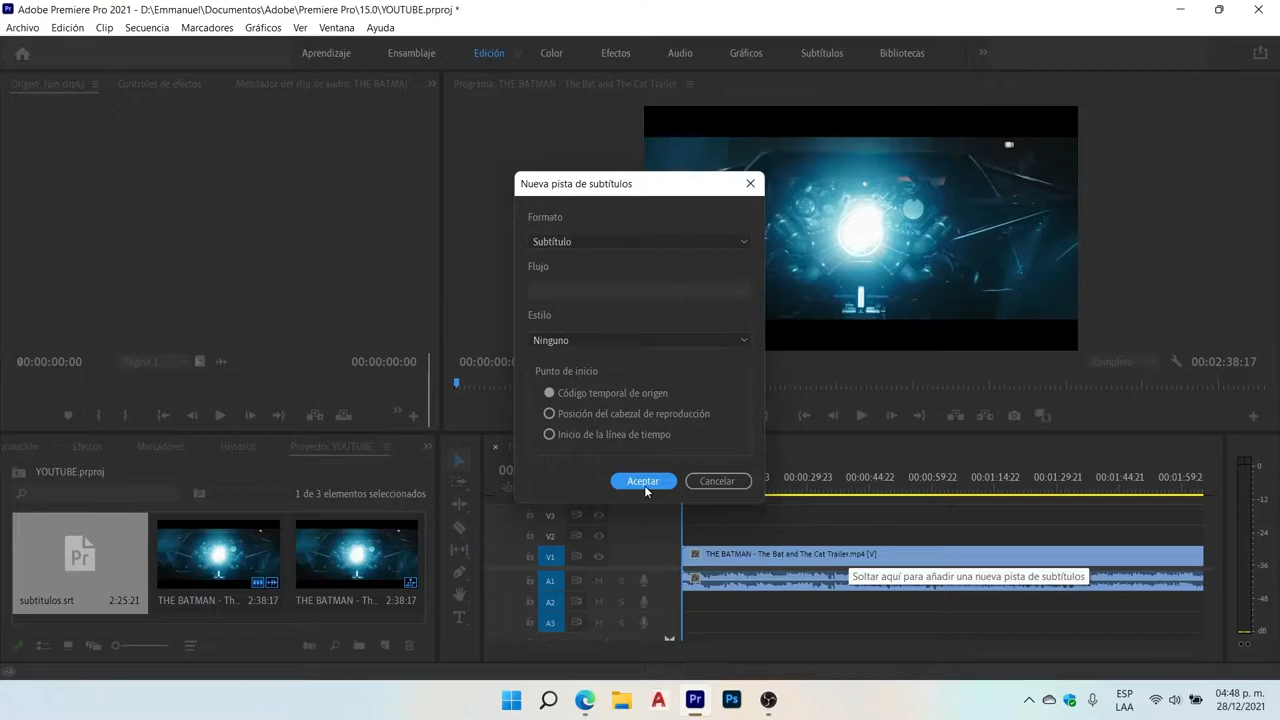 Adobe Premiere Pro 2021 - D:\Emmanuel\Documentos\Adobe\Premiere Pro\15.0\YOUTUBE.prproj *
Archivo Edición Clip Secuencia Marcadores Gráficos Ver Ventana Ayuda
Aprendizaje Ensamblaje Edición Color Efectos Audio Gráficos Subtítulos Bibliotecas
Origen: (sin clips) Controles de efectos Mezclador del clip de audio: THE BATMA Programa: THE BATMAN - The Bat and The Cat Trailer
Nueva pista de subtítulos
Formato
Subtítulo
Flujo
Estilo
Ninguno
00:00:00:00 Página 1 00:00:00:00 Completo 00:02:38:17
Punto de inicio
Código temporal de origen
Posición del cabezal de reproducción
Inicio de la línea de tiempo
Efectos Marcadores Historial Proyecto: YOUTUBE
YOUTUBE.prproj
Aceptar Cancelar
00:00:29:23 00:00:44:22 00:00:59:22 00:01:14:22 00:01:29:21 00:01:44:21 00:01:59:21
1 de 3 elementos seleccionados
V3
V2
V1 THE BATMAN - The Bat and The Cat Trailer.mp4 [V]
A1 M S Soltar aquí para añadir una nueva pista de subtítulos
A2 M S
A3 M S
subtitulos.srt 2:25:21 THE BATMAN - Th... 2:38:17 THE BATMAN - Th... 2:38:17
0
-12
-24
-36
-48
dB
ESP
LAA
04:48 p. m.
28/12/2021